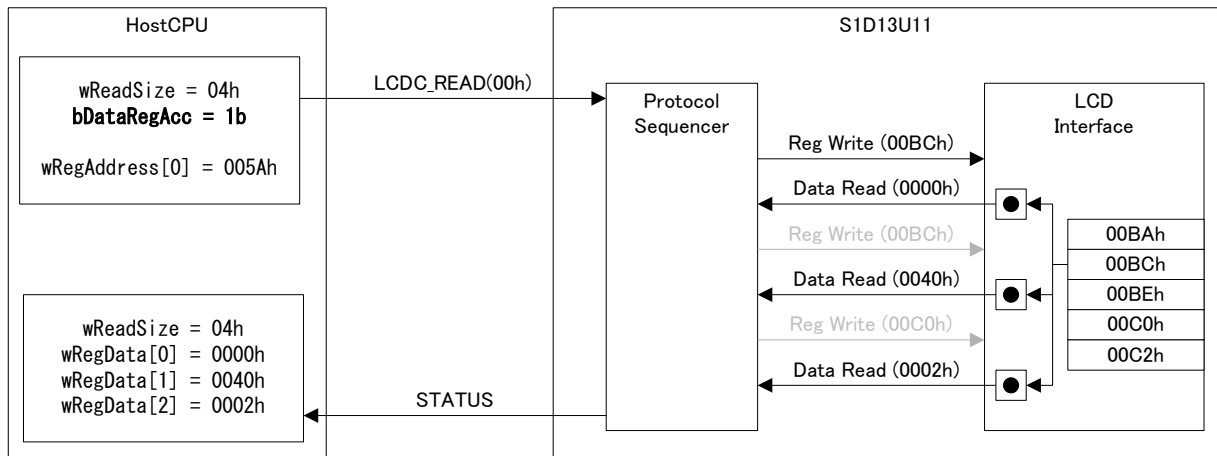 HostCPU
wReadSize = 04h
bDataRegAcc = 1b
wRegAddress[0] = 005Ah
wReadSize = 04h
wRegData[0] = 0000h
wRegData[1] = 0040h
wRegData[2] = 0002h
LCDC_READ(00h)
STATUS
S1D13U11
Protocol
Sequencer
Reg Write (00BCh)
Data Read (0000h)
Reg Write (00BCh)
Data Read (0040h)
Reg Write (00C0h)
Data Read (0002h)
LCD
Interface
00BAh
00BCh
00BEh
00C0h
00C2h